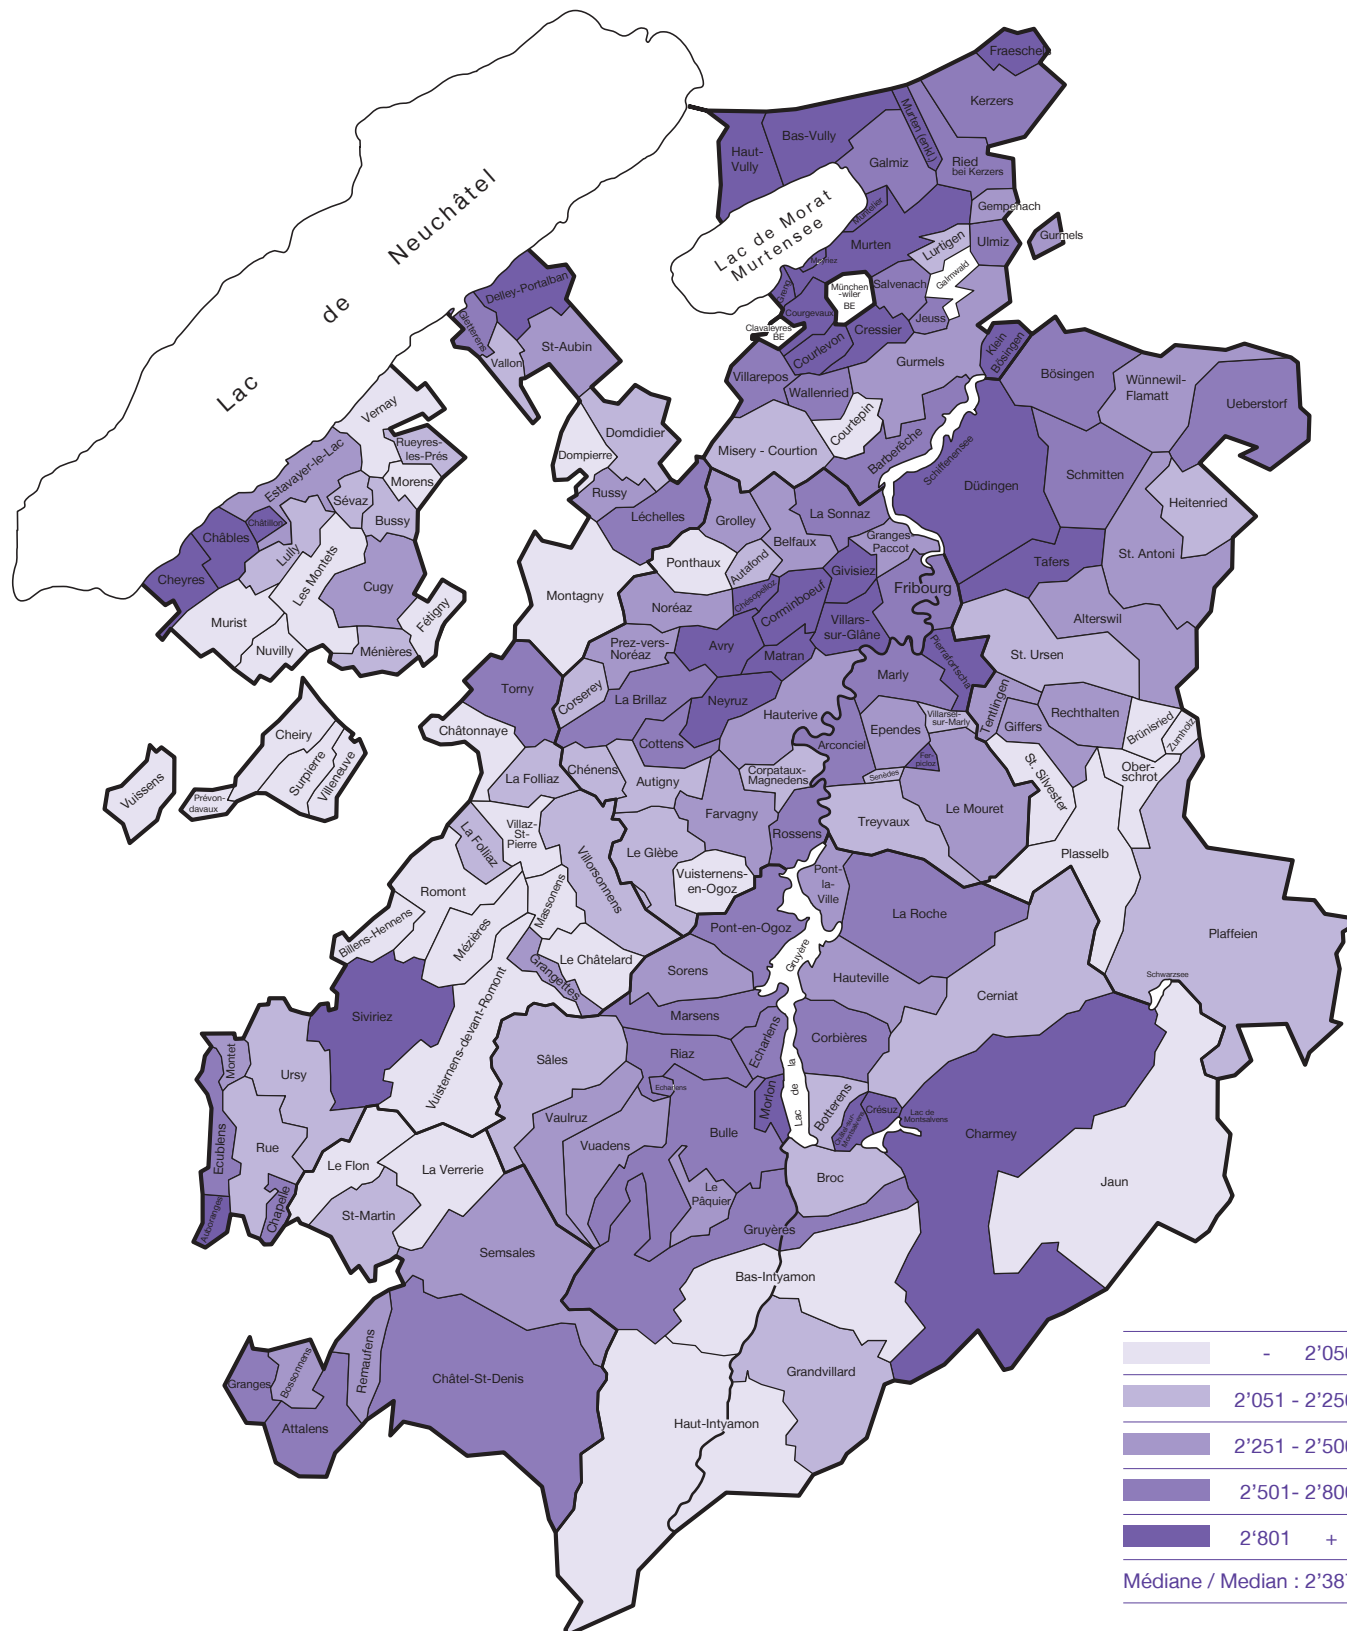 Fraeschels
Kerzers
Murten (enkl.)
Bas-Vully
Haut-
Vully
Galmiz
Ried
bei Kerzers
Lac de Neuchâtel
Gempenach
Lac de Morat
Murtensee
Muntelier
Murten
Lurtigen
Ulmiz
Gurmels
Meyriez
Greng
München
-wiler
BE
Salvenach
Galmwald
Delley-Portalban
Gletterens
Courgevaux
Jeuss
Clavaleyres
BE
Courlevon
Cressier
Klein
Bösingen
Vallon
St-Aubin
Villarepos
Wallenried
Gurmels
Bösingen
Wünnewil-
Flamatt
Ueberstorf
Vernay
Domdidier
Courtepin
Rueyres-
les-Prés
Dompierre
Misery - Courtion
Barberêche
Schiffenensee
Estavayer-le-Lac
Morens
Schmitten
Düdingen
Sévaz
Russy
Heitenried
Bussy
Léchelles
Grolley
La Sonnaz
Châtillon
Châbles
Lully
Belfaux
Granges-
Paccot
St. Antoni
Les Montets
Ponthaux
Autafond
Tafers
Cheyres
Cugy
Givisiez
Montagny
Chésopelloz
Corminboeuf
Fribourg
Noréaz
Fétigny
Murist
Villars-
sur-Glâne
Alterswil
Nuvilly
Ménières
Prez-vers-
Noréaz
Avry
Matran
Pierrafortscha
St. Ursen
Corserey
Torny
La Brillaz
Neyruz
Marly
Tentlingen
Rechthalten
Châtonnaye
Hauterive
Villarsel-
sur-Marly
Giffers
Brünisried
Zumholz
Cheiry
Ependes
Cottens
Arconciel
Surpierre
Villeneuve
Fer-
picloz
St. Silvester
Ober-
schrot
La Folliaz
Chénens
Autigny
Corpataux-
Magnedens
Senèdes
Vuissens
Prévon-
davaux
Farvagny
Le Mouret
Villaz-
St-
Pierre
Rossens
Treyvaux
La Folliaz
Villorsonnens
Le Glèbe
Plasselb
Vuisternens-
en-Ogoz
Pont-
la-
Ville
Romont
Massonens
La Roche
Billens-Hennens
Mézières
Pont-en-Ogoz
Plaffeien
Le Châtelard
Gruyère
Grangettes
Sorens
Hauteville
Schwarzsee
Cerniat
Vuisternens-devant-Romont
Siviriez
Marsens
Echarlens
Corbières
Montet
Ursy
Sâles
Riaz
Lac de la
Echarlens
Morlon
Botterens
Vaulruz
Crésuz
Lac de
Montsalvens
Châtel-sur-
Montsalvens
Ecublens
Bulle
Charmey
Vuadens
Rue
Le Flon
La Verrerie
Broc
Jaun
Le
Pâquier
Auboranges
Chapelle
St-Martin
Gruyères
Semsales
Bas-Intyamon
Remaufens
Bossonnens
Granges
Châtel-St-Denis
Grandvillard
Attalens
Haut-Intyamon
- 2'050
2'051 - 2'250
2'251 - 2'500
2'501- 2'800
2'801 +
Médiane / Median : 2'387